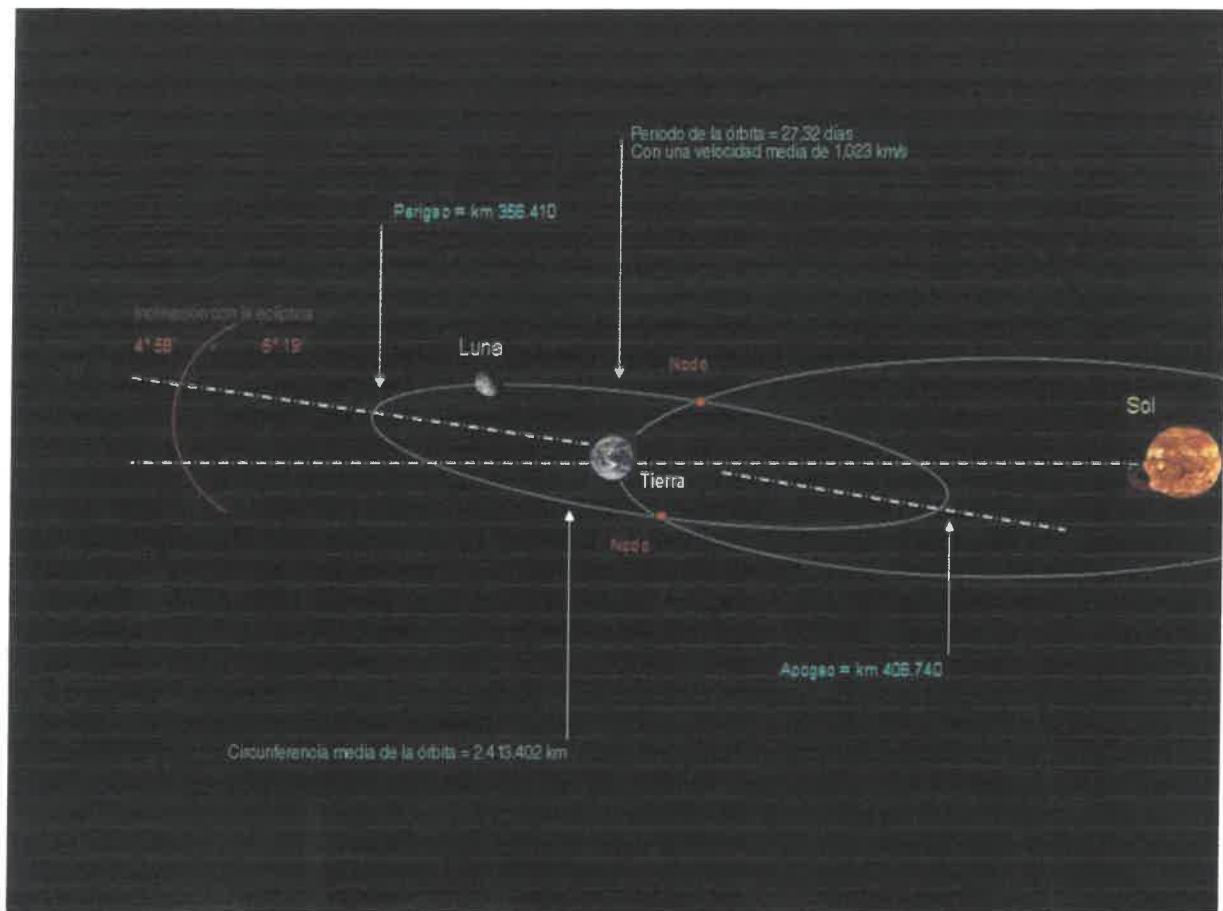 Periodo de la órbita = 27,32 días
Con una velocidad media de 1,023 km/s
Perigeo = km 356.410
Inclinación con la eclíptica
4° 58' - 5° 19'
Luna
Nodo
Sol
Tierra
Nodo
Apogeo = km 406.740
Circunferencia media de la órbita = 2.413.402 km